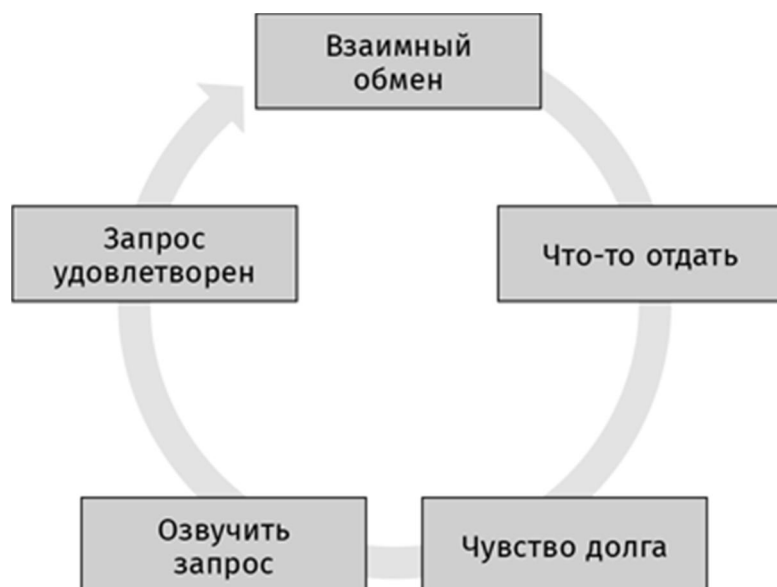 Взаимный
обмен
Что-то отдать
Чувство долга
Озвучить
запрос
Запрос
удовлетворен